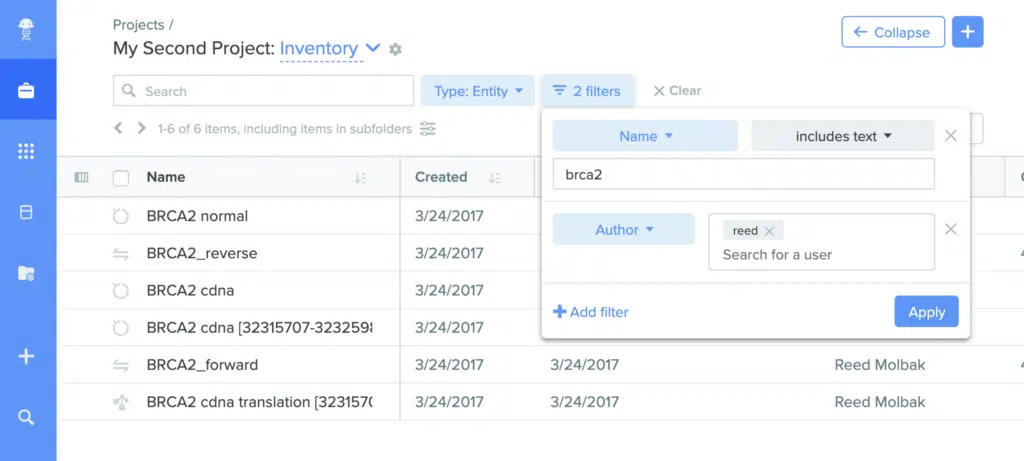 Projects /
My Second Project: Inventory
Collapse
Search
Type: Entity
2 filters
Clear
1-6 of 6 items, including items in subfolders
Name
includes text
brca2
Author
reed
Search for a user
Add filter
Apply
Name
Created
BRCA2 normal
3/24/2017
BRCA2_reverse
3/24/2017
BRCA2 cdna
3/24/2017
BRCA2 cdna [32315707-3232598
3/24/2017
BRCA2_forward
3/24/2017
3/24/2017
Reed Molbak
BRCA2 cdna translation [3231570
3/24/2017
3/24/2017
Reed Molbak